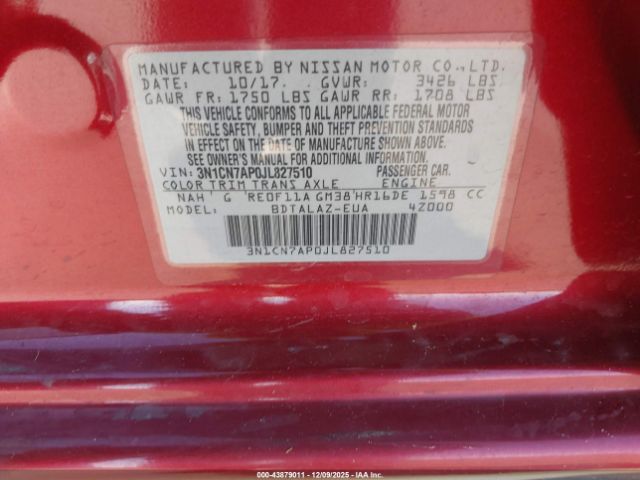 MANUFACTURED BY NISSAN MOTOR CO.,LTD.
DATE: 10/17. GVWR: 3426 LBS
GAWR FR: 1750 LBS GAWR RR: 1708 LBS
THIS VEHICLE CONFORMS TO ALL APPLICABLE FEDERAL MOTOR
VEHICLE SAFETY, BUMPER AND THEFT PREVENTION STANDARDS
IN EFFECT ON THE DATE OF MANUFACTURE SHOWN ABOVE.
SEE OWNER'S MANUAL FOR ADDITIONAL INFORMATION.
VIN: 3N1CN7AP0JL827510 PASSENGER CAR.
COLOR TRIM TRANS AXLE ENGINE
NAH G RE0F11A GM38 HR16DE 1598 CC
MODEL: BDTALAZ-EUA 4Z000
3N1CN7AP0JL827510
000-43879011 - 12/09/2025 - IAAI.COM